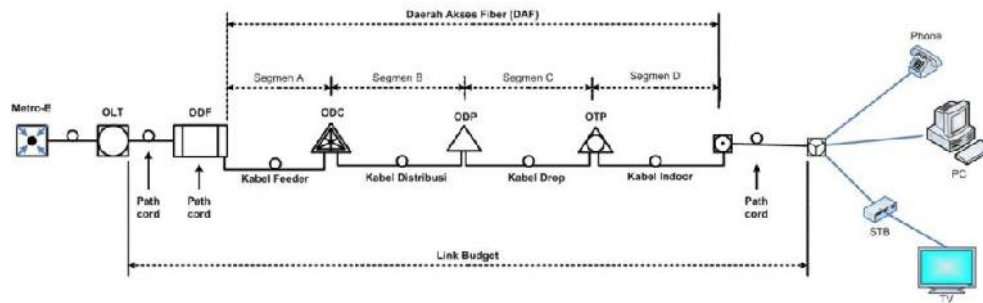 Daerah Akses Fiber (DAF)
Phone
Segmen A
Segmen B
Segmen C
Segmen D
Metro-E
OLT
ODF
ODC
ODP
OTP
Kabel Feeder
Kabel Distribusi
Kabel Drop
Kabel Indoor
PC
Path
cord
Path
cord
Path
cord
STB
Link Budget
TV